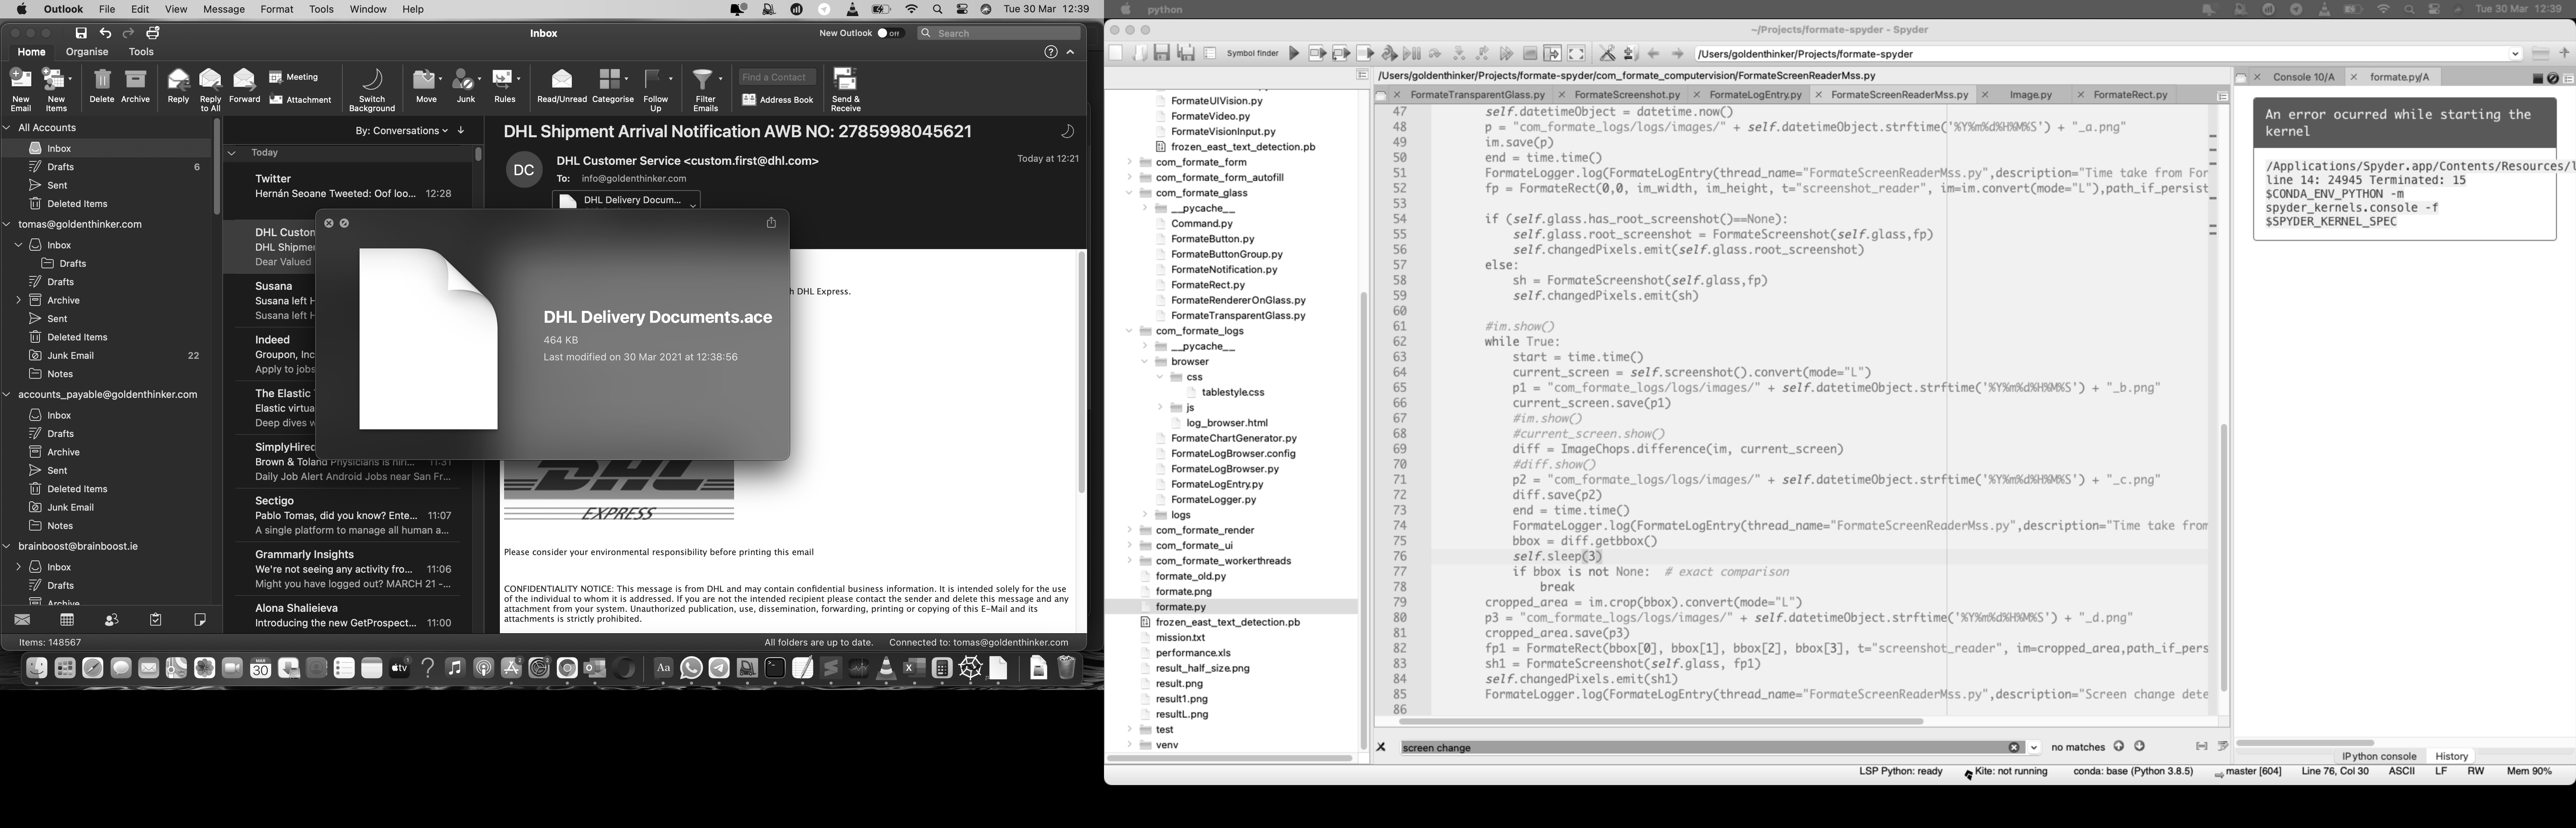 Outlook File Edit View Message Format Tools Window Help
Tue 30 Mar 12:39
Inbox
New Outlook Off
Search
Home Organise Tools
New Email
New Items
Delete
Archive
Reply
Reply to All
Forward
Meeting
Attachment
Switch Background
Move
Junk
Rules
Read/Unread
Categorise
Follow Up
Filter Emails
Find a Contact
Address Book
Send & Receive
All Accounts
Inbox
Drafts 6
Sent
Deleted Items
tomas@goldenthinker.com
Inbox
Drafts
Drafts
Archive
Sent
Deleted Items
Junk Email 22
Notes
accounts_payable@goldenthinker.com
Inbox
Drafts
Archive
Sent
Deleted Items
Junk Email
Notes
brainboost@brainboost.ie
Inbox
Drafts
Archive
Items: 148567
All folders are up to date. Connected to: tomas@goldenthinker.com
By: Conversations
Today
Twitter
Hernán Seoane Tweeted: Oof loo... 12:28
DHL Custon
DHL Shipme
Dear Valued
Susana
Susana left H
Susana left H
Indeed
Groupon, Inc
Apply to jobs
The Elastic
Elastic virtua
Deep dives w
SimplyHired
Brown & Toland Physicians is hiri... 11:31
Daily Job Alert Android Jobs near San Fr...
Sectigo
Pablo Tomas, did you know? Ente... 11:07
A single platform to manage all human a...
Grammarly Insights
We're not seeing any activity fro... 11:06
Might you have logged out? MARCH 21 -...
Alona Shalieieva
Introducing the new GetProspect... 11:00
DHL Shipment Arrival Notification AWB NO: 2785998045621
DC
DHL Customer Service <custom.first@dhl.com>
Today at 12:21
To: info@goldenthinker.com
DHL Delivery Docum...
DHL Delivery Documents.ace
464 KB
Last modified on 30 Mar 2021 at 12:38:56
h DHL Express.
DHL
EXPRESS
Please consider your environmental responsibility before printing this email
CONFIDENTIALITY NOTICE: This message is from DHL and may contain confidential business information. It is intended solely for the use
of the individual to whom it is addressed. If you are not the intended recipient please contact the sender and delete this message and any
attachment from your system. Unauthorized publication, use, dissemination, forwarding, printing or copying of this E-Mail and its
attachments is strictly prohibited.
MAR
30
tv
Aa
python
Tue 30 Mar 12:39
~/Projects/formate-spyder - Spyder
Symbol finder
/Users/goldenthinker/Projects/formate-spyder
FormateUIVision.py
FormateVideo.py
FormateVisionInput.py
frozen_east_text_detection.pb
com_formate_form
com_formate_form_autofill
com_formate_glass
__pycache__
Command.py
FormateButton.py
FormateButtonGroup.py
FormateNotification.py
FormateRect.py
FormateRendererOnGlass.py
FormateTransparentGlass.py
com_formate_logs
__pycache__
browser
css
tablestyle.css
js
log_browser.html
FormateChartGenerator.py
FormateLogBrowser.config
FormateLogBrowser.py
FormateLogEntry.py
FormateLogger.py
logs
com_formate_render
com_formate_ui
com_formate_workerthreads
formate_old.py
formate.png
formate.py
frozen_east_text_detection.pb
mission.txt
performance.xls
result_half_size.png
result.png
result1.png
resultL.png
test
venv
/Users/goldenthinker/Projects/formate-spyder/com_formate_computervision/FormateScreenReaderMss.py
FormateTransparentGlass.py FormateScreenshot.py FormateLogEntry.py FormateScreenReaderMss.py Image.py FormateRect.py
47 self.datetimeObject = datetime.now()
48 p = "com_formate_logs/logs/images/" + self.datetimeObject.strftime('%Y%m%d%H%M%S') + "_a.png"
49 im.save(p)
50 end = time.time()
51 FormateLogger.log(FormateLogEntry(thread_name="FormateScreenReaderMss.py",description="Time take from For
52 fp = FormateRect(0,0, im_width, im_height, t="screenshot_reader", im=im.convert(mode="L"),path_if_persist
53
54 if (self.glass.has_root_screenshot()==None):
55 self.glass.root_screenshot = FormateScreenshot(self.glass,fp)
56 self.changedPixels.emit(self.glass.root_screenshot)
57 else:
58 sh = FormateScreenshot(self.glass,fp)
59 self.changedPixels.emit(sh)
60
61 #im.show()
62 while True:
63 start = time.time()
64 current_screen = self.screenshot().convert(mode="L")
65 p1 = "com_formate_logs/logs/images/" + self.datetimeObject.strftime('%Y%m%d%H%M%S') + "_b.png"
66 current_screen.save(p1)
67 #im.show()
68 #current_screen.show()
69 diff = ImageChops.difference(im, current_screen)
70 #diff.show()
71 p2 = "com_formate_logs/logs/images/" + self.datetimeObject.strftime('%Y%m%d%H%M%S') + "_c.png"
72 diff.save(p2)
73 end = time.time()
74 FormateLogger.log(FormateLogEntry(thread_name="FormateScreenReaderMss.py",description="Time take from
75 bbox = diff.getbbox()
76 self.sleep(3)
77 if bbox is not None: # exact comparison
78 break
79 cropped_area = im.crop(bbox).convert(mode="L")
80 p3 = "com_formate_logs/logs/images/" + self.datetimeObject.strftime('%Y%m%d%H%M%S') + "_d.png"
81 cropped_area.save(p3)
82 fp1 = FormateRect(bbox[0], bbox[1], bbox[2], bbox[3], t="screenshot_reader", im=cropped_area,path_if_pers
83 sh1 = FormateScreenshot(self.glass, fp1)
84 self.changedPixels.emit(sh1)
85 FormateLogger.log(FormateLogEntry(thread_name="FormateScreenReaderMss.py",description="Screen change dete
86
screen change
no matches
Console 10/A formate.py/A
An error ocurred while starting the
kernel
/Applications/Spyder.app/Contents/Resources/l
line 14: 24945 Terminated: 15
$CONDA_ENV_PYTHON -m
spyder_kernels.console -f
$SPYDER_KERNEL_SPEC
IPython console History
LSP Python: ready Kite: not running conda: base (Python 3.8.5) master [604] Line 76, Col 30 ASCII LF RW Mem 90%